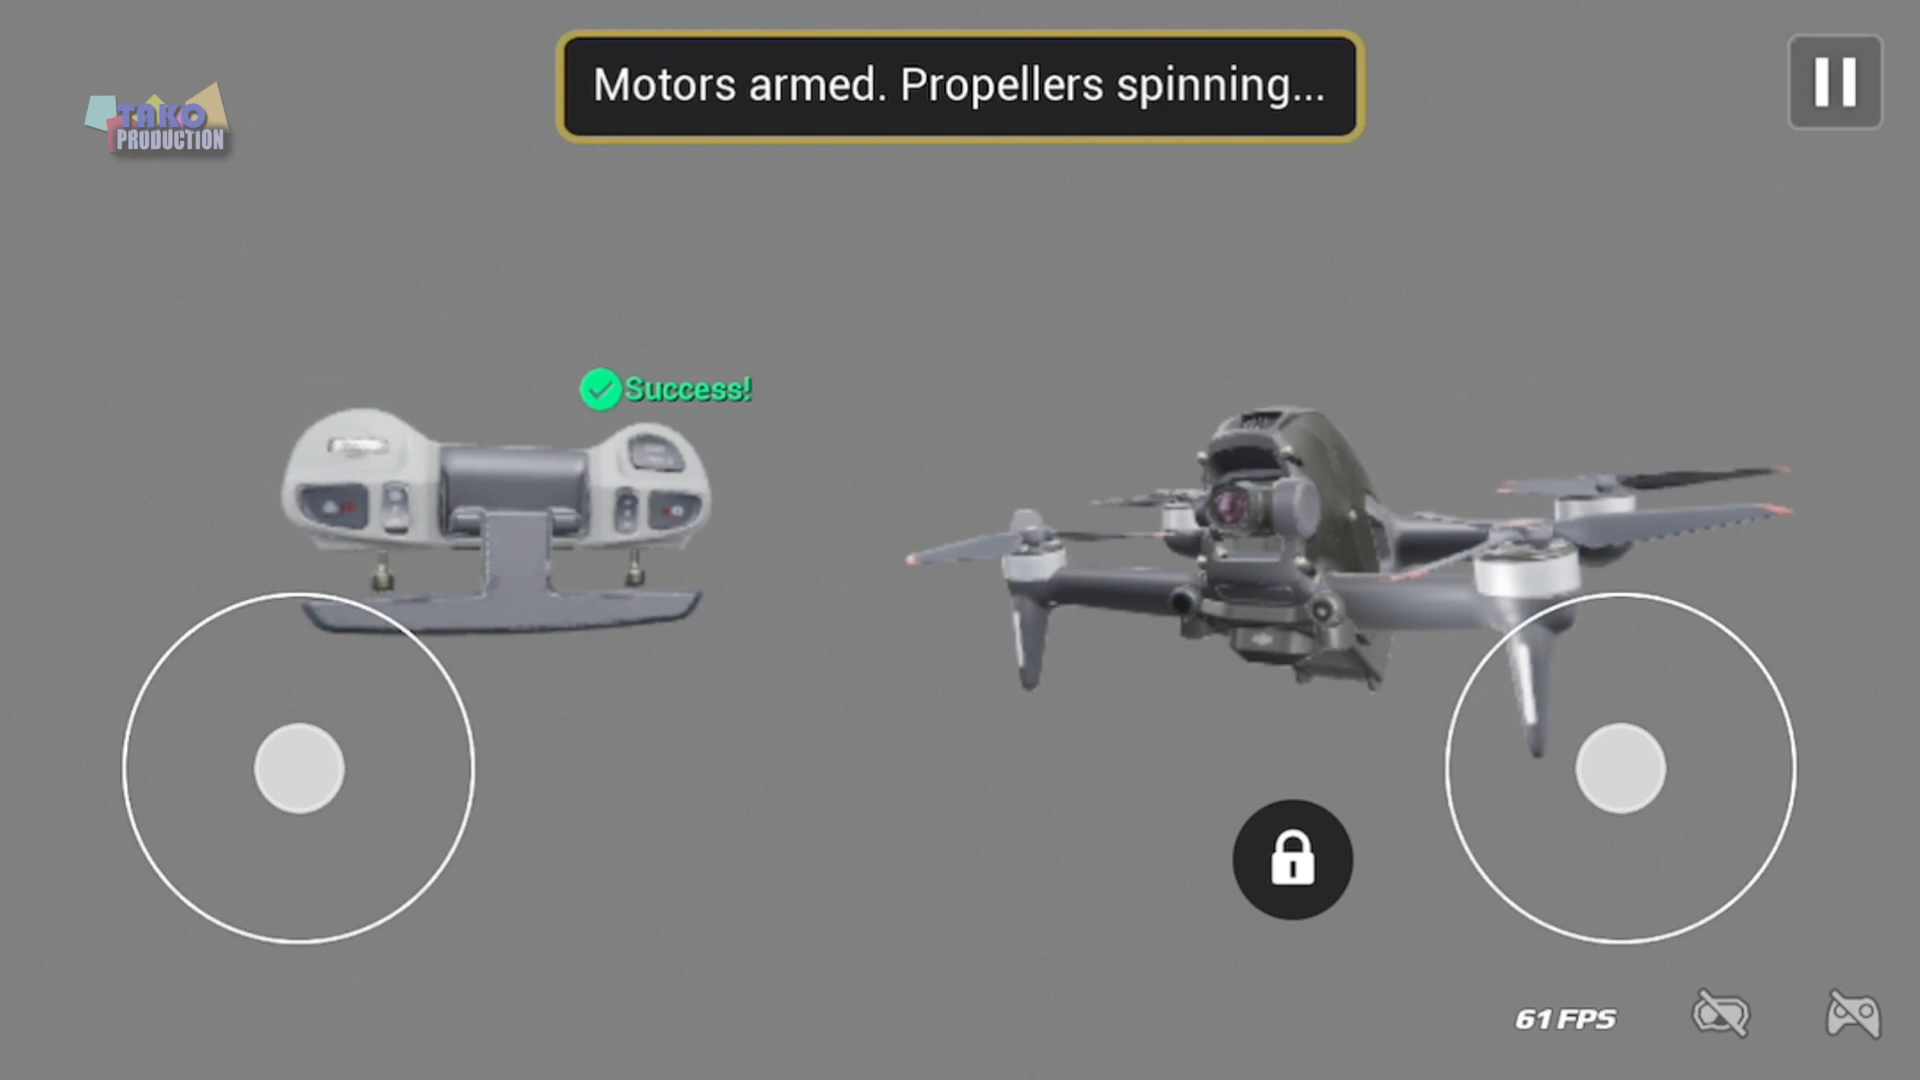 Motors armed. Propellers spinning...
TAKO
PRODUCTION
Success!
61 FPS